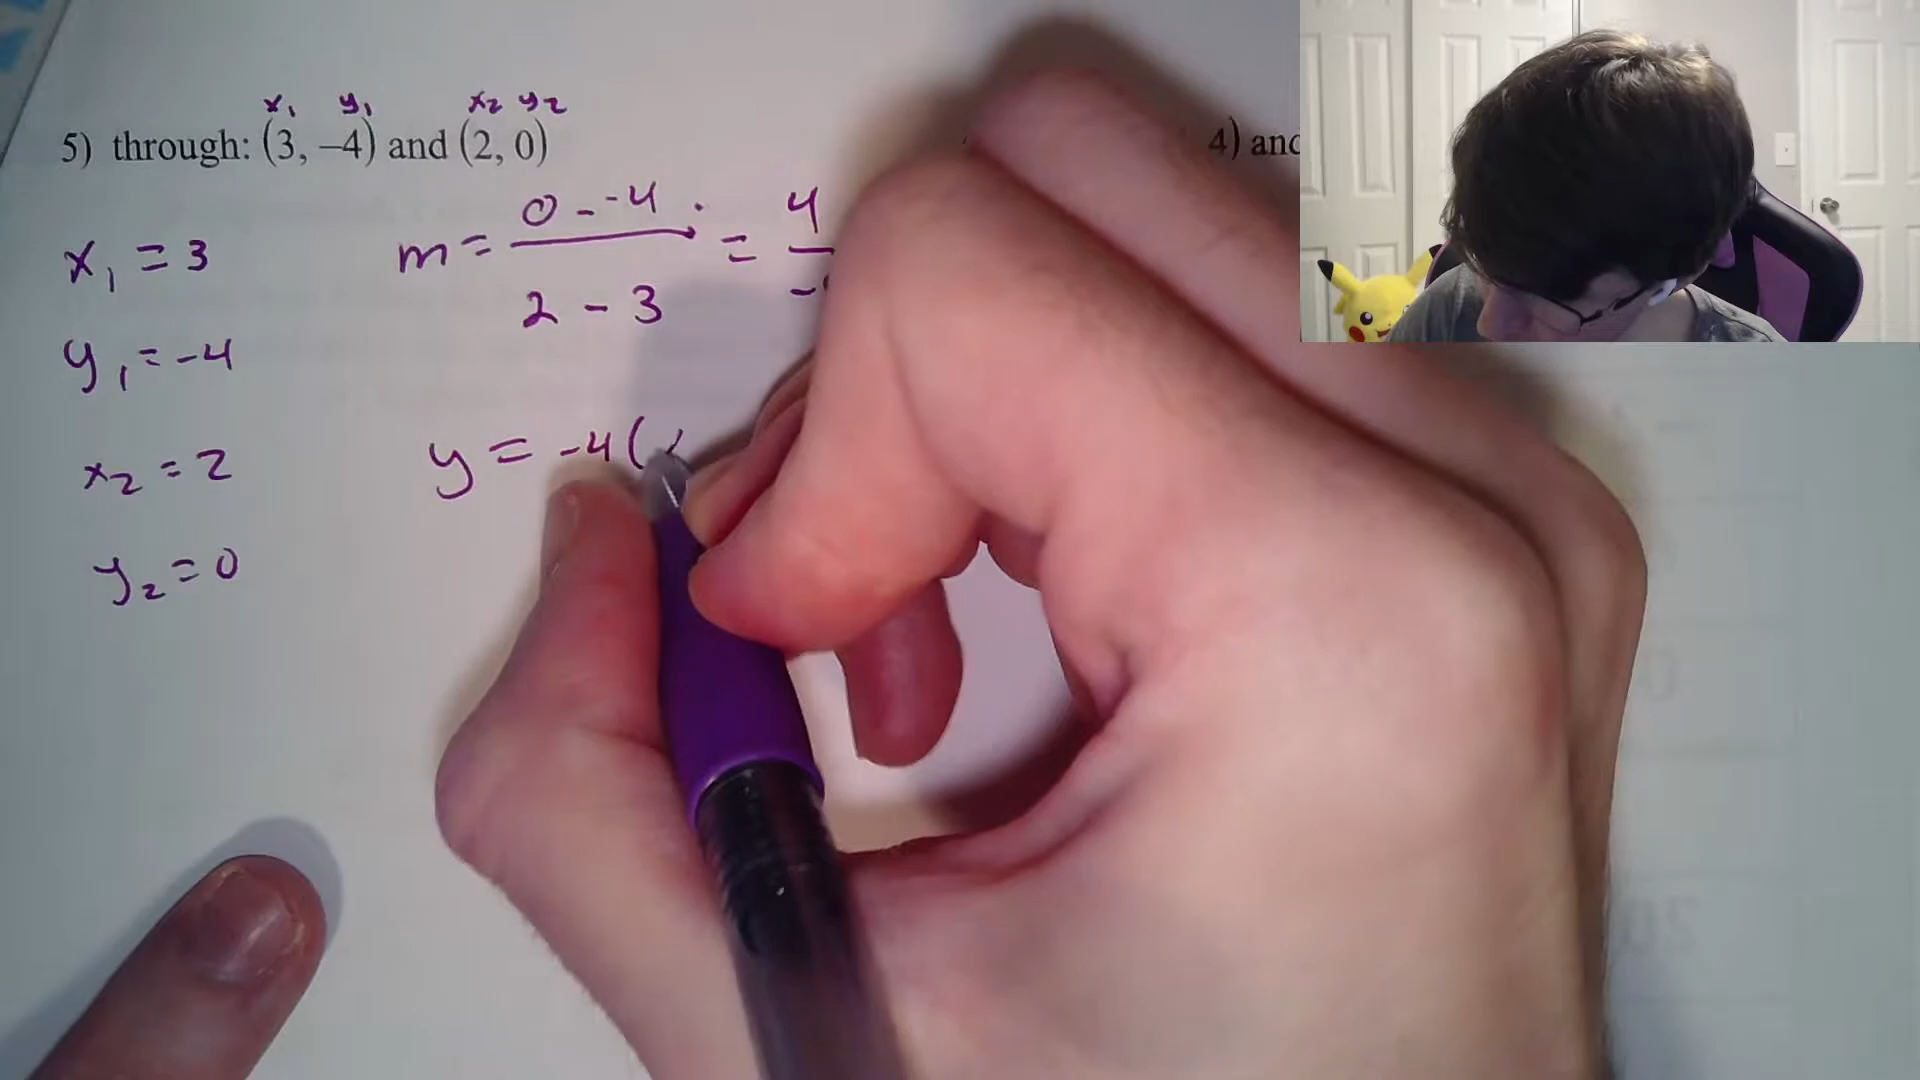 x₁ y₁ x₂ y₂
5) through: (3, –4) and (2, 0)
4) and
x₁ = 3
m = 0 - -4 / 2 - 3 = 4 / -
y₁ = -4
y = -4(
x₂ = 2
y₂ = 0